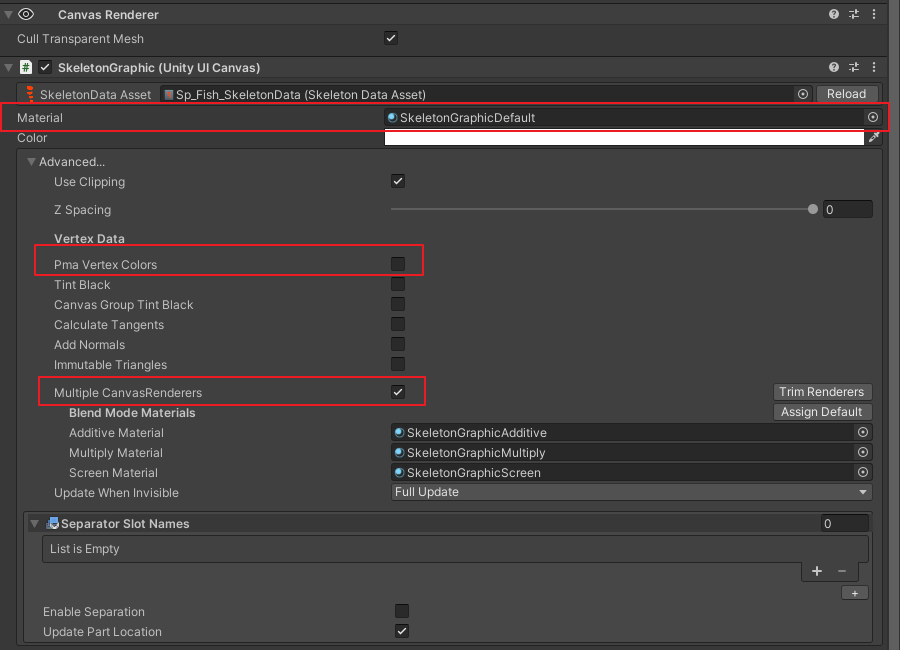 Canvas Renderer
Cull Transparent Mesh
# SkeletonGraphic (Unity UI Canvas)
SkeletonData Asset Sp_Fish_SkeletonData (Skeleton Data Asset) Reload
Material SkeletonGraphicDefault
Color
Advanced...
Use Clipping
Z Spacing 0
Vertex Data
Pma Vertex Colors
Tint Black
Canvas Group Tint Black
Calculate Tangents
Add Normals
Immutable Triangles
Multiple CanvasRenderers Trim Renderers
Blend Mode Materials Assign Default
Additive Material SkeletonGraphicAdditive
Multiply Material SkeletonGraphicMultiply
Screen Material SkeletonGraphicScreen
Update When Invisible Full Update
Separator Slot Names 0
List is Empty
+ −
+
Enable Separation
Update Part Location